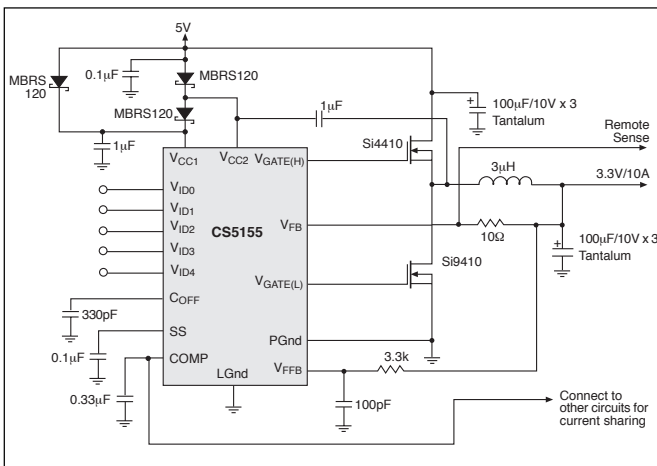 5V
MBRS
120
0.1µF
MBRS120
MBRS120
1µF
1µF
100µF/10V x 3
Tantalum
Si4410
Remote
Sense
3µH
3.3V/10A
VCC1
VCC2
VGATE(H)
VID0
VID1
VID2
VID3
VID4
CS5155
VFB
10Ω
100µF/10V x 3
Tantalum
Si9410
VGATE(L)
COFF
330pF
SS
0.1µF
COMP
0.33µF
LGnd
PGnd
VFFB
3.3k
100pF
Connect to
other circuits for
current sharing